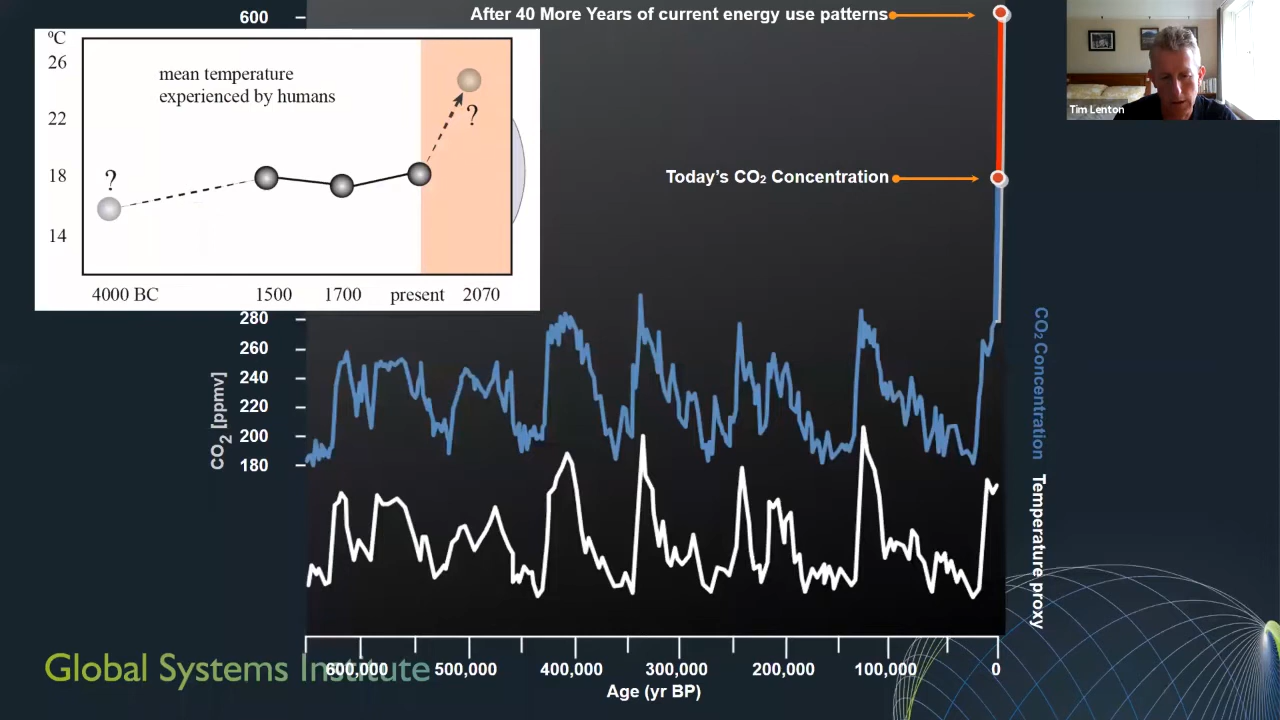 600
After 40 More Years of current energy use patterns
Tim Lenton
°C
26
22
18
14
mean temperature
experienced by humans
?
?
4000 BC 1500 1700 present 2070
Today’s CO₂ Concentration
280
260
240
220
200
180
CO₂ [ppmv]
CO₂ Concentration
Temperature proxy
600,000 500,000 400,000 300,000 200,000 100,000 0
Age (yr BP)
Global Systems Institute